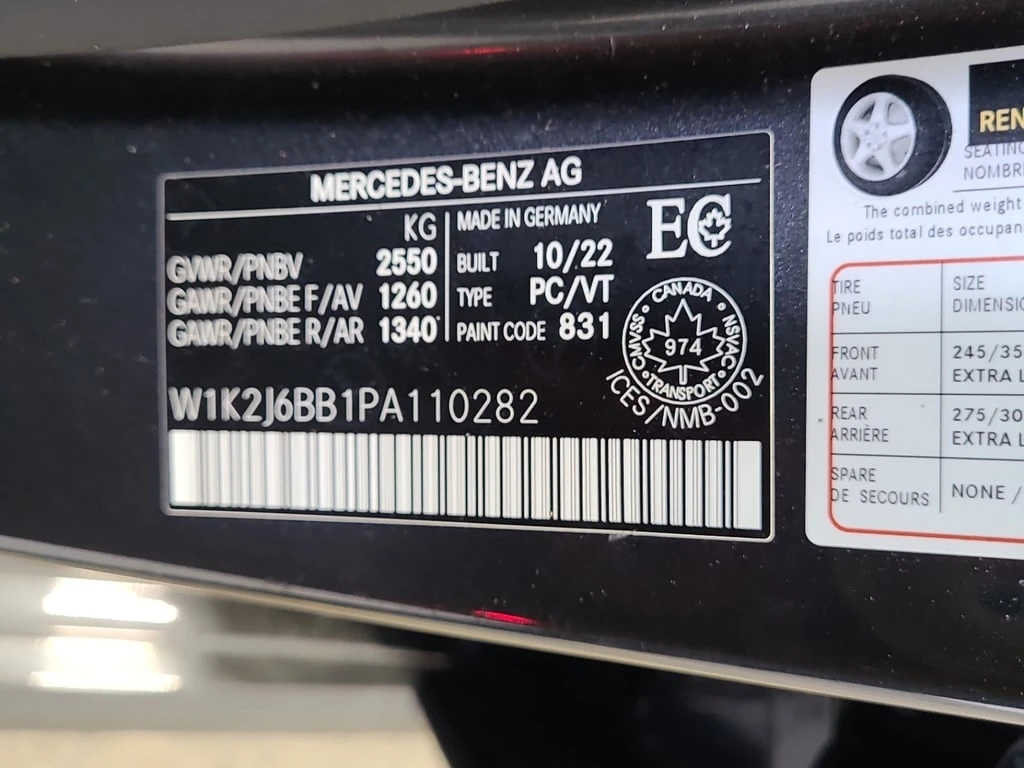 MERCEDES-BENZ AG
KG
GVWR/PNBV 2550
GAWR/PNBE F/AV 1260
GAWR/PNBE R/AR 1340
MADE IN GERMANY
BUILT 10/22
TYPE PC/VT
PAINT CODE 831
EC
CANADA
CMVSS NSVAC
974
TRANSPORT
ICES/NMB-002
W1K2J6BB1PA110282
REN
SEATING
NOMBRE
The combined weight
Le poids total des occupan
TIRE SIZE
PNEU DIMENSIO
FRONT 245/35
AVANT EXTRA L
REAR 275/30
ARRIÈRE EXTRA L
SPARE
DE SECOURS NONE /